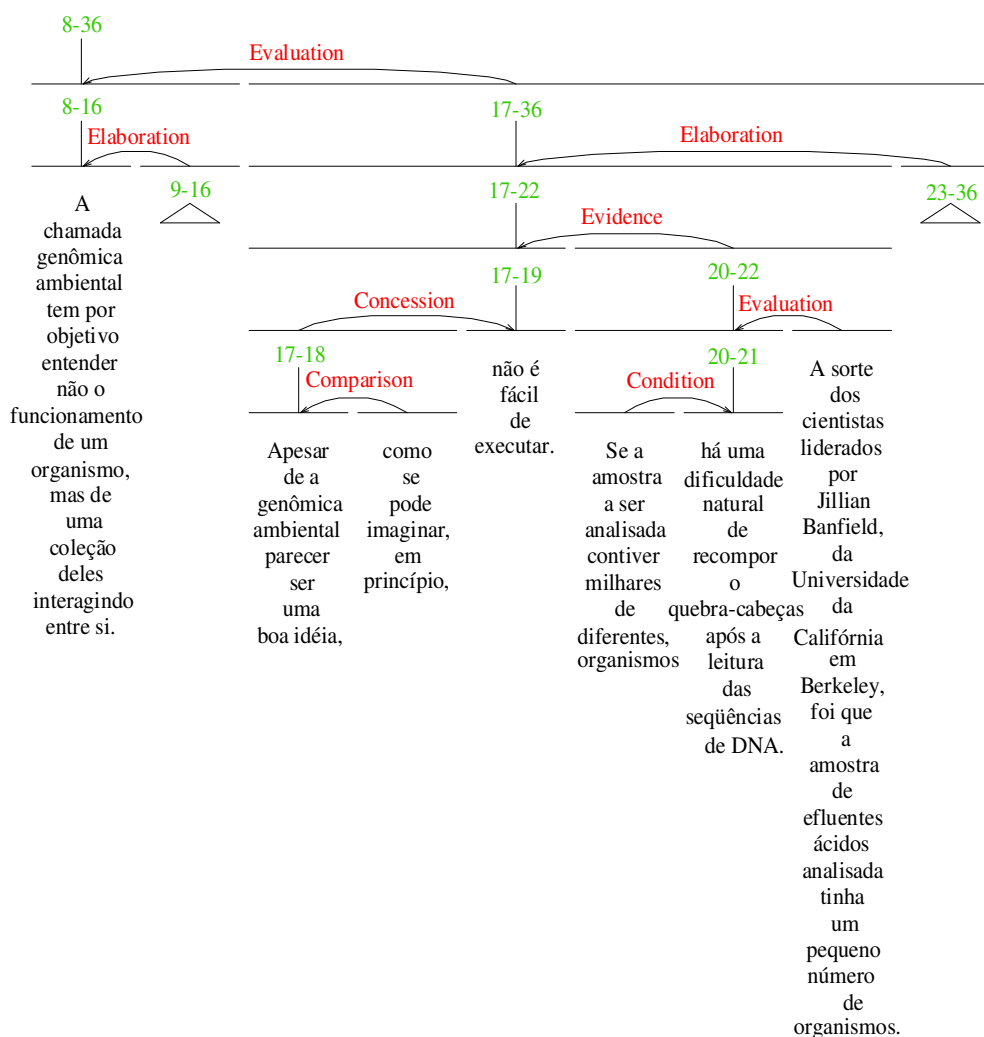 8-36
Evaluation
8-16
17-36
Elaboration
Elaboration
9-16
17-22
23-36
Evidence
17-19
20-22
Concession
Evaluation
17-18
20-21
Comparison
Condition
A
chamada
genômica
ambiental
tem por
objetivo
entender
não o
funcionamento
de um
organismo,
mas de
uma
coleção
deles
interagindo
entre si.
Apesar
de a
genômica
ambiental
parecer
ser
uma
boa idéia,
como
se
pode
imaginar,
em
princípio,
não é
fácil
de
executar.
Se a
amostra
a ser
analisada
contiver
milhares
de
diferentes,
organismos
há uma
dificuldade
natural
de
recompor
o
quebra-cabeças
após a
leitura
das
seqüências
de DNA.
A sorte
dos
cientistas
liderados
por
Jillian
Banfield,
da
Universidade
da
Califórnia
em
Berkeley,
foi que
a
amostra
de
efluentes
ácidos
analisada
tinha
um
pequeno
número
de
organismos.